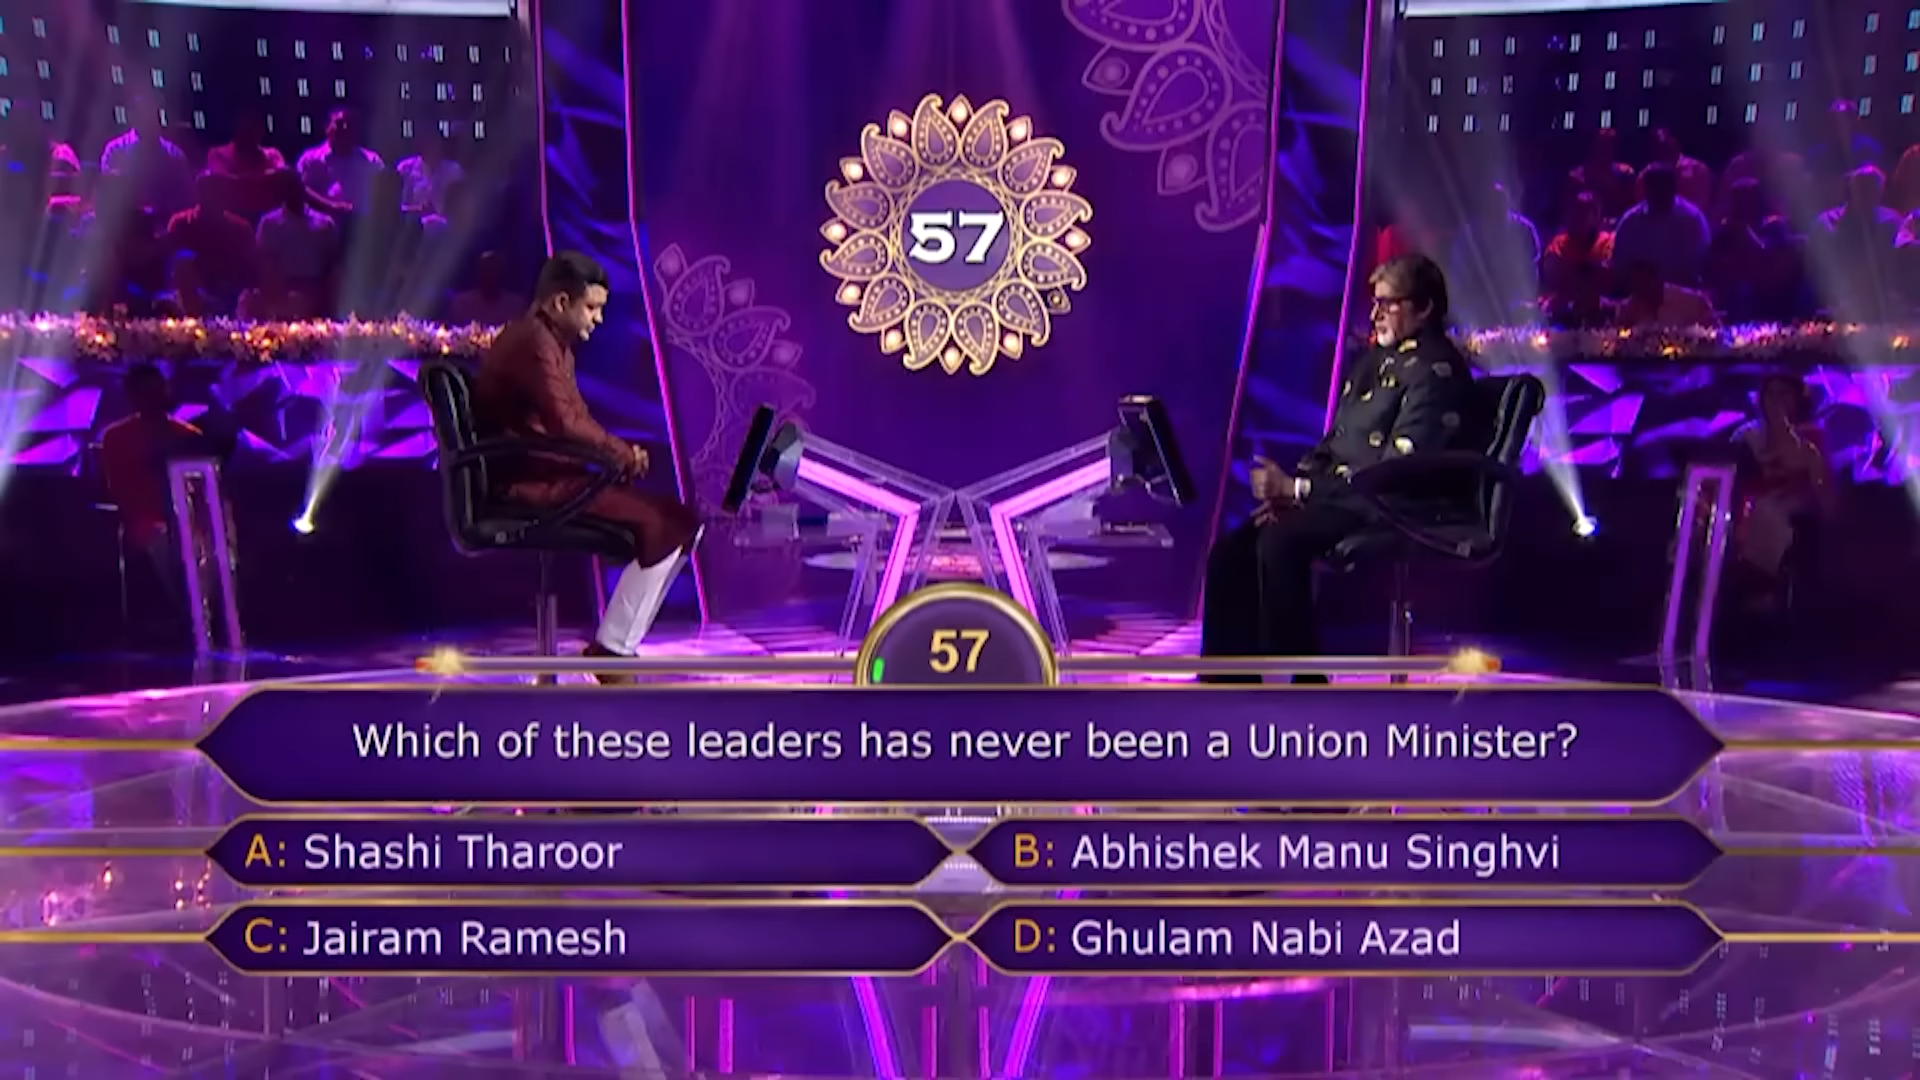 57
57
Which of these leaders has never been a Union Minister?
A: Shashi Tharoor
B: Abhishek Manu Singhvi
C: Jairam Ramesh
D: Ghulam Nabi Azad